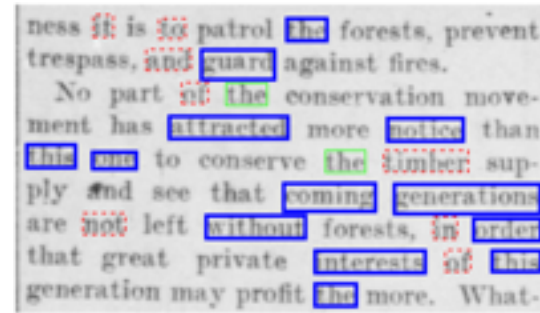 ness it is to patrol the forests, prevent
trespass, and guard against fires.
No part of the conservation move-
ment has attracted more notice than
this one to conserve the timber sup-
ply and see that coming generations
are not left without forests, in order
that great private interests of this
generation may profit the more. What-